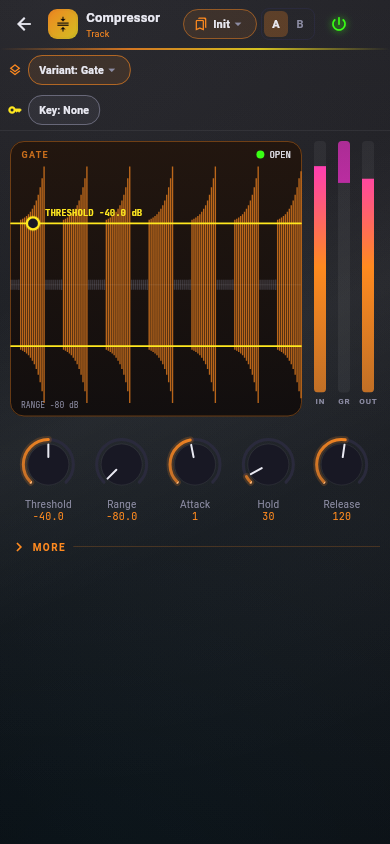 Compressor
Track
Init
A
B
Variant: Gate
Key: None
GATE
OPEN
THRESHOLD -40.0 dB
RANGE -80 dB
IN
GR
OUT
Threshold
-40.0
Range
-80.0
Attack
1
Hold
30
Release
120
MORE